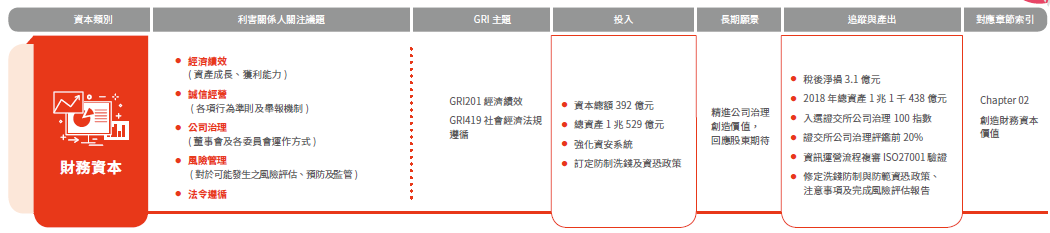 資本類別
利害關係人關注議題
GRI 主題
投入
長期願景
追蹤與產出
對應章節索引
財務資本
● 經濟績效
( 資產成長、獲利能力 )
● 誠信經營
( 各項行為準則及舉報機制 )
● 公司治理
( 董事會及各委員會運作方式 )
● 風險管理
( 對於可能發生之風險評估、預防及監管 )
● 法令遵循
GRI201 經濟績效
GRI419 社會經濟法規
遵循
● 資本總額 392 億元
● 總資產 1 兆 529 億元
● 強化資安系統
● 訂定防制洗錢及資恐政策
精進公司治理
創造價值，
回應股東期待
● 稅後淨損 3.1 億元
● 2018 年總資產 1 兆 1 千 438 億元
● 入選證交所公司治理 100 指數
● 證交所公司治理評鑑前 20%
● 資訊運營流程複審 ISO27001 驗證
● 修定洗錢防制與防範資恐政策、
注意事項及完成風險評估報告
Chapter 02
創造財務資本
價值